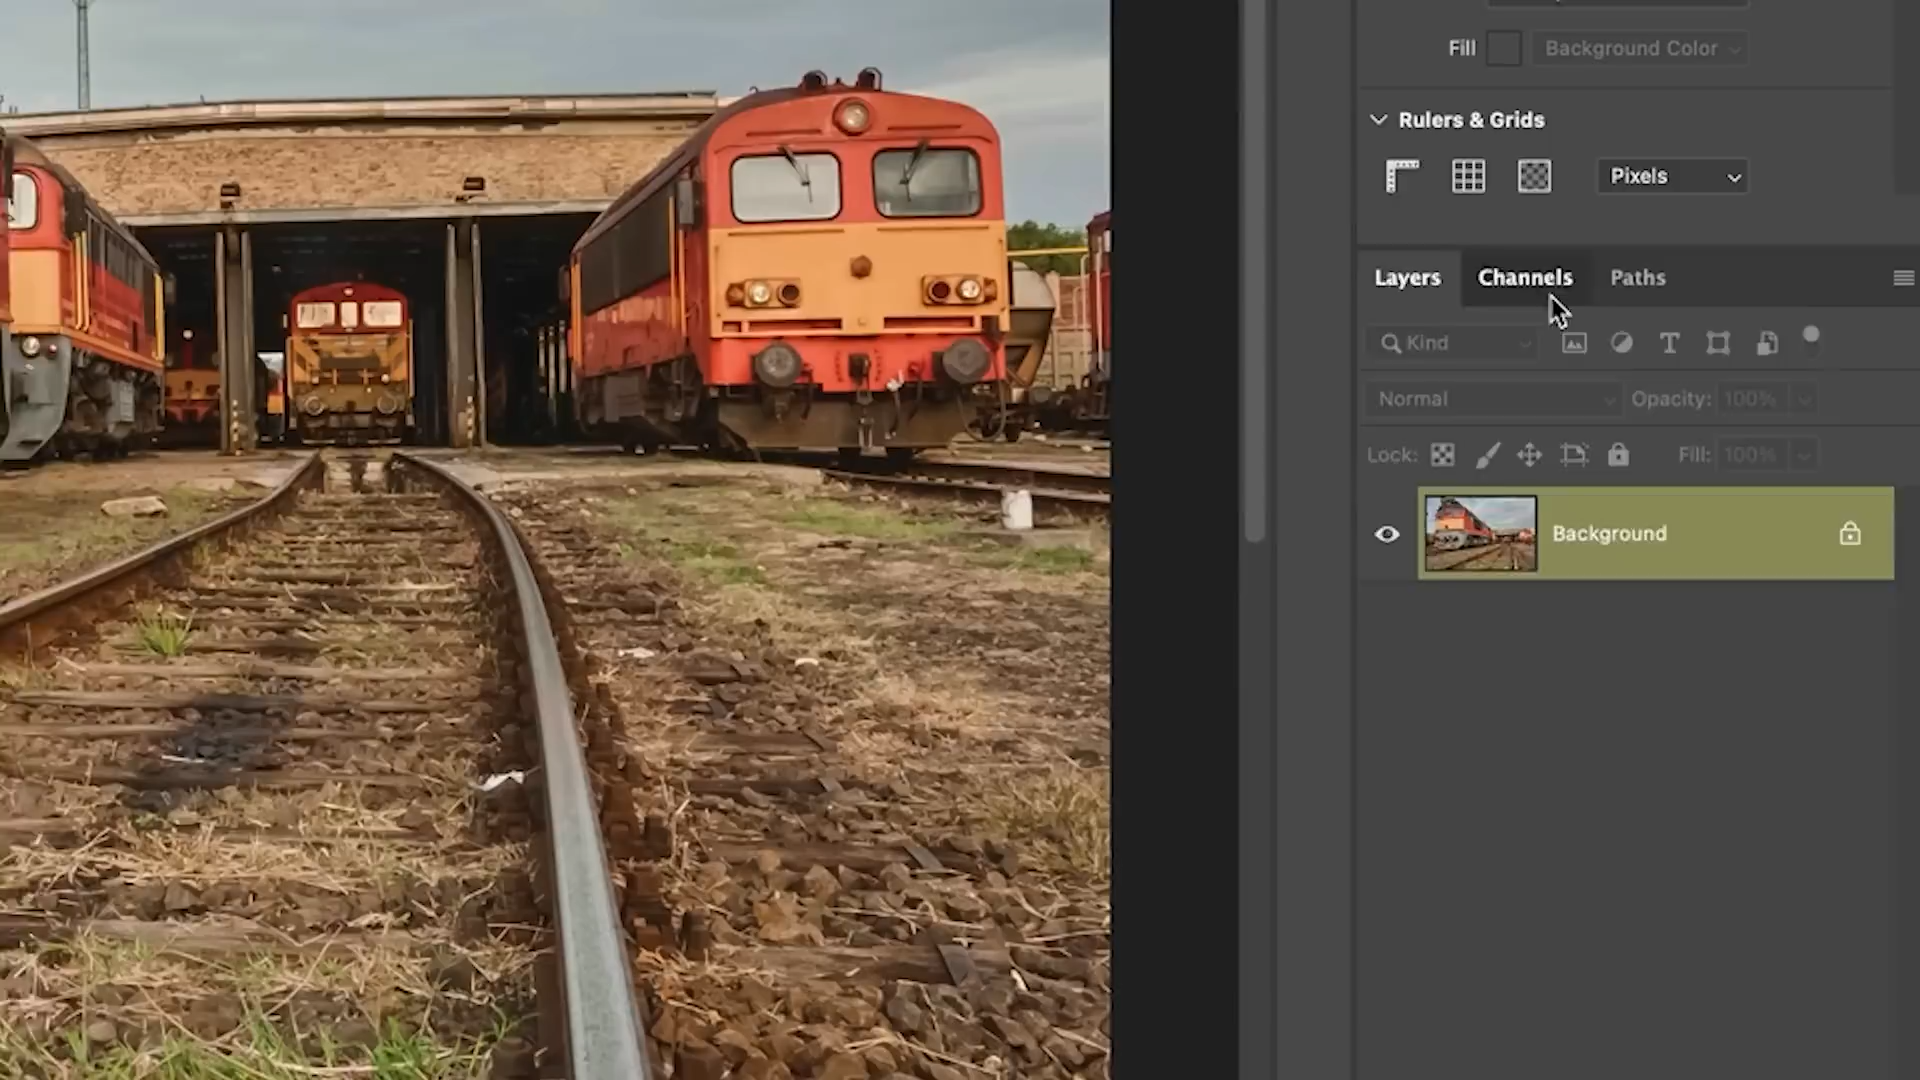 Fill Background Color
Rulers & Grids
Pixels
Layers Channels Paths
Kind
Normal Opacity: 100%
Lock: Fill: 100%
Background